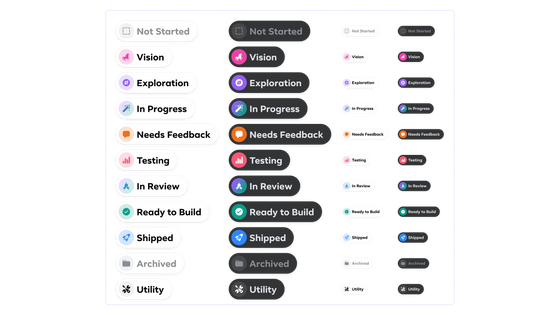 Not Started Not Started Not Started Not Started
Vision Vision Vision Vision
Exploration Exploration Exploration Exploration
In Progress In Progress In Progress In Progress
Needs Feedback Needs Feedback Needs Feedback Needs Feedback
Testing Testing Testing Testing
In Review In Review In Review In Review
Ready to Build Ready to Build Ready to Build Ready to Build
Shipped Shipped Shipped Shipped
Archived Archived Archived Archived
Utility Utility Utility Utility